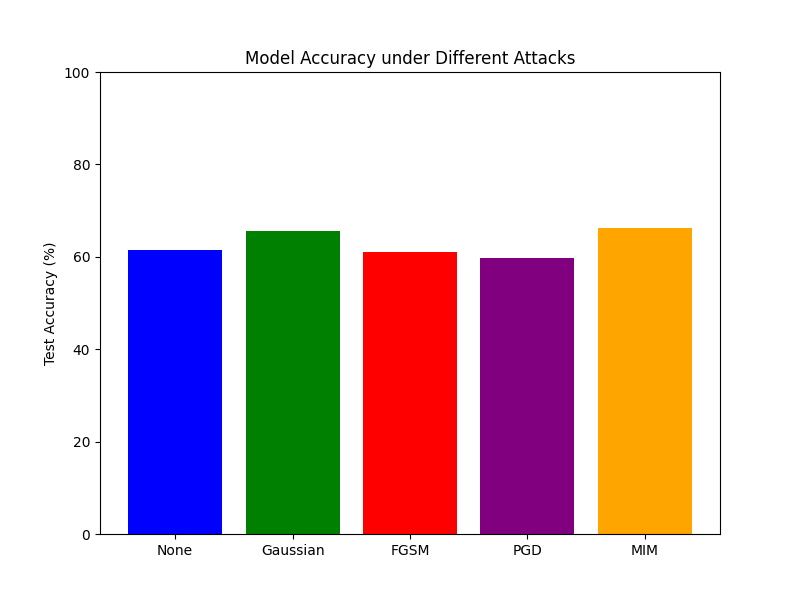 Model Accuracy under Different Attacks
Test Accuracy (%)
100
80
60
40
20
0
None Gaussian FGSM PGD MIM